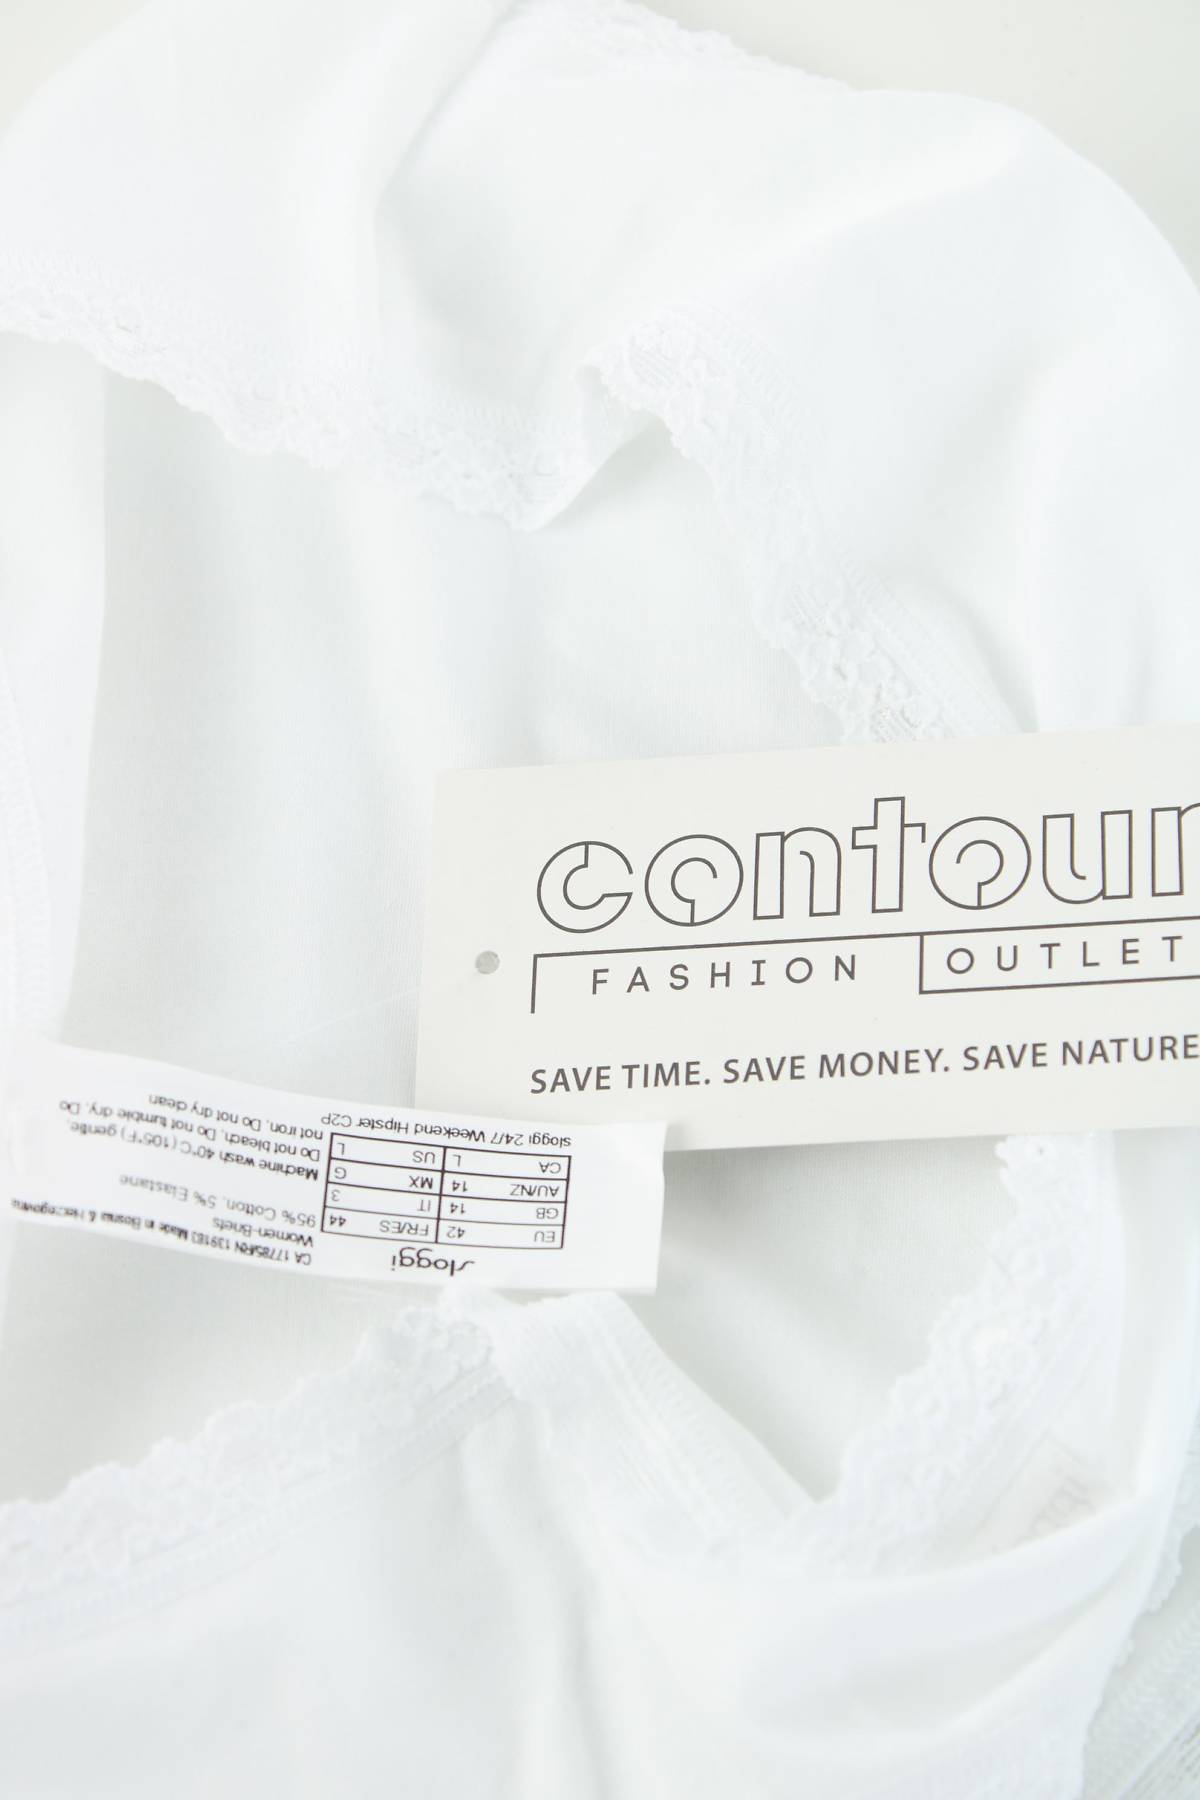 contour
FASHION OUTLET
SAVE TIME. SAVE MONEY. SAVE NATURE
sloggi
EU 42 FR/ES 44
GB 14 IT 3
AU/NZ 14 MX G
CA L US L
sloggi 24/7 Weekend Hipster C2P
CA 17785/RN 139183 Made in Bosnia & Herzegovina
Women-Briefs
95% Cotton, 5% Elastane
Machine wash 40°C (105°F) gentle.
Do not bleach. Do not tumble dry. Do
not iron. Do not dry clean